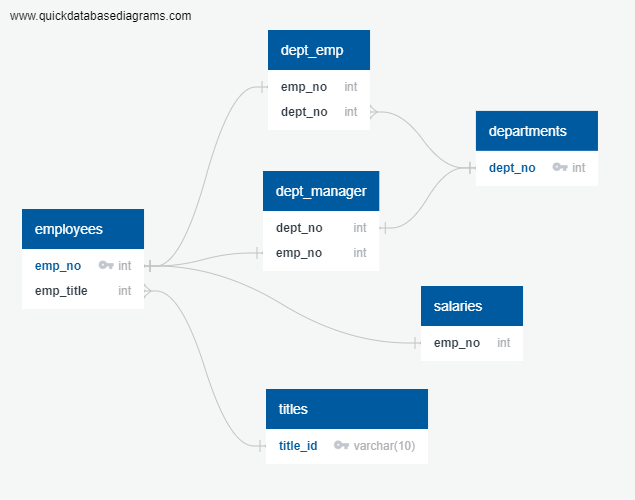 www.quickdatabasediagrams.com
dept_emp
emp_no int
dept_no int
departments
dept_no int
dept_manager
dept_no int
emp_no int
employees
emp_no int
emp_title int
salaries
emp_no int
titles
title_id varchar(10)